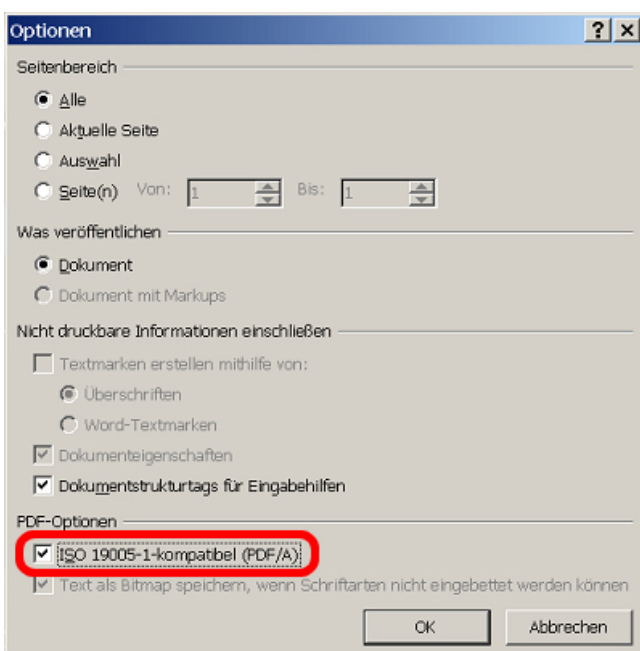 Optionen
Seitenbereich
Alle
Aktuelle Seite
Auswahl
Seite(n) Von: 1 Bis: 1
Was veröffentlichen
Dokument
Dokument mit Markups
Nicht druckbare Informationen einschließen
Textmarken erstellen mithilfe von:
Überschriften
Word-Textmarken
Dokumenteigenschaften
Dokumentstrukturtags für Eingabehilfen
PDF-Optionen
ISO 19005-1-kompatibel (PDF/A)
Text als Bitmap speichern, wenn Schriftarten nicht eingebettet werden können
OK Abbrechen